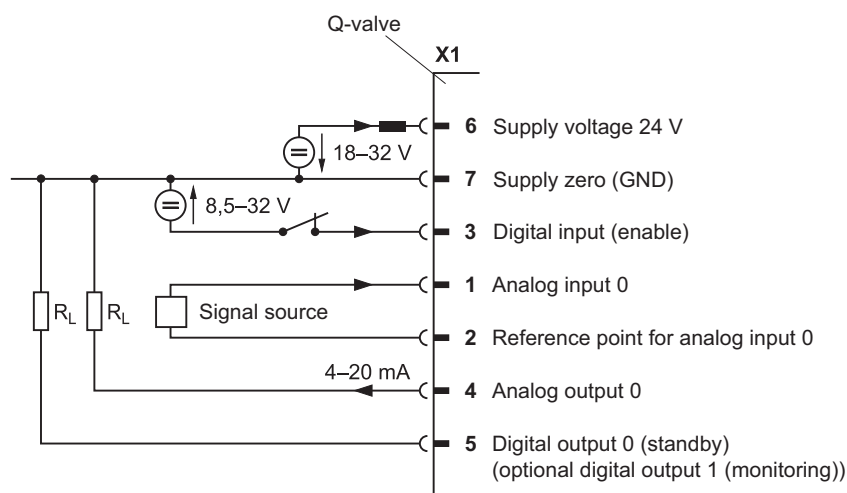 Q-valve
X1
6 Supply voltage 24 V
18–32 V
7 Supply zero (GND)
8,5–32 V
3 Digital input (enable)
1 Analog input 0
RL RL Signal source
2 Reference point for analog input 0
4–20 mA
4 Analog output 0
5 Digital output 0 (standby)
(optional digital output 1 (monitoring))